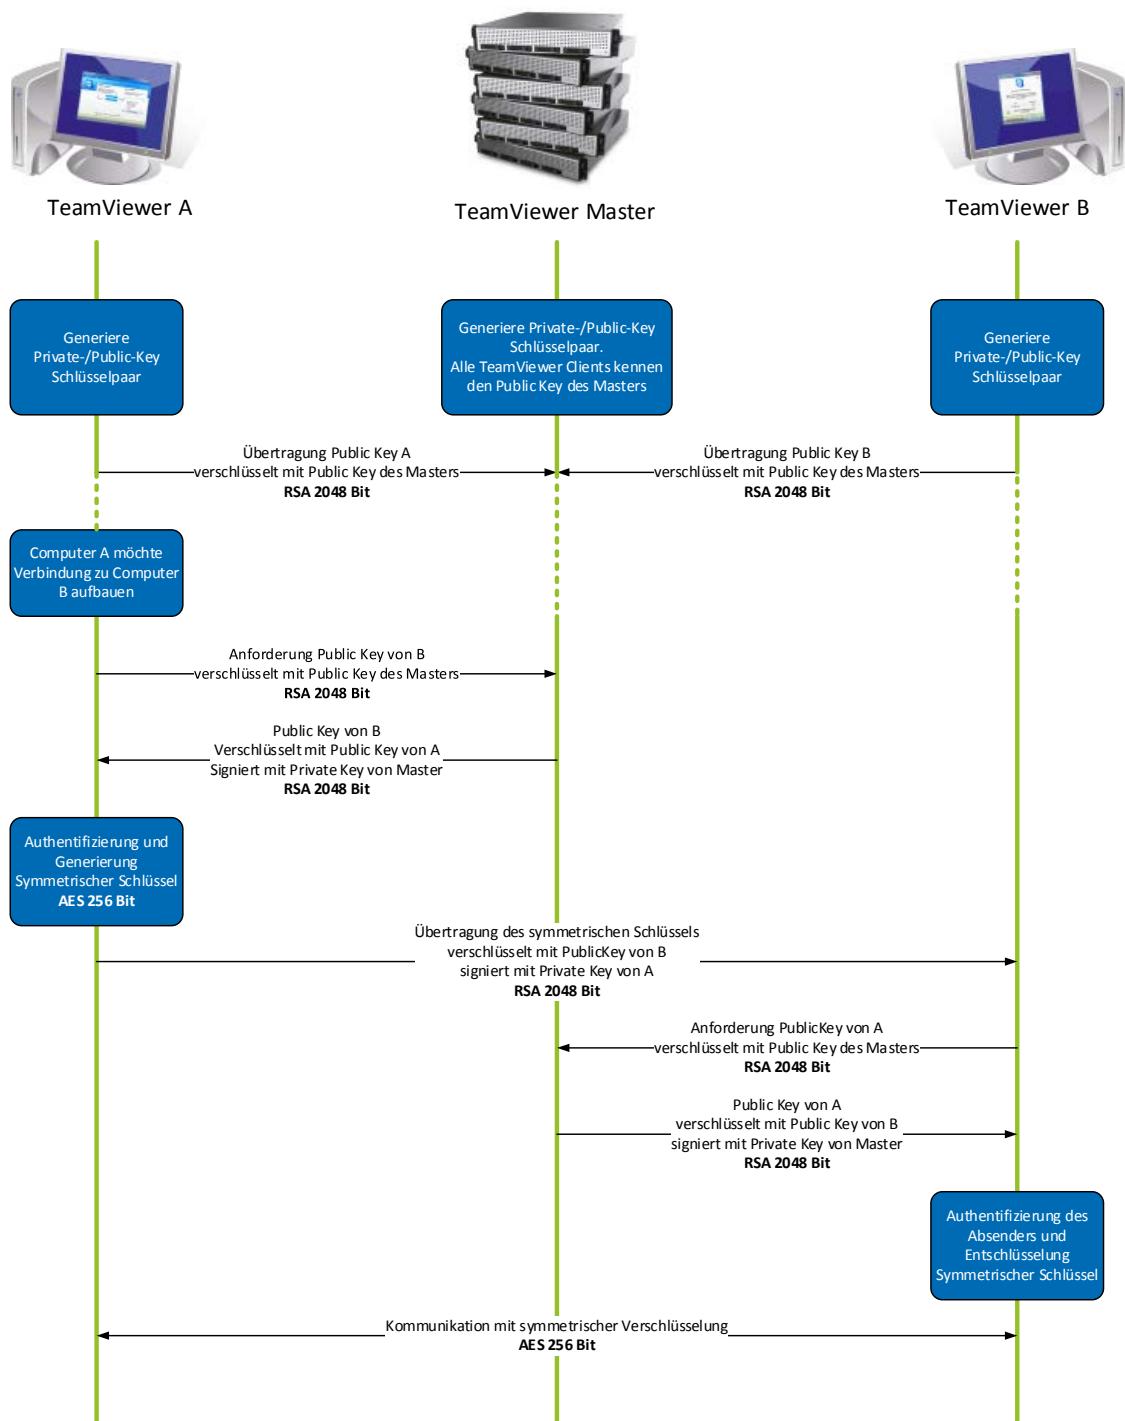 TeamViewer A
TeamViewer Master
TeamViewer B
Generiere
Private-/Public-Key
Schlüsselpaar
Generiere Private-/Public-Key
Schlüsselpaar.
Alle TeamViewer Clients kennen
den Public Key des Masters
Generiere
Private-/Public-Key
Schlüsselpaar
Übertragung Public Key A
verschlüsselt mit Public Key des Masters
RSA 2048 Bit
Übertragung Public Key B
verschlüsselt mit Public Key des Masters
RSA 2048 Bit
Computer A möchte
Verbindung zu Computer
B aufbauen
Anforderung Public Key von B
verschlüsselt mit Public Key des Masters
RSA 2048 Bit
Public Key von B
Verschlüsselt mit Public Key von A
Signiert mit Private Key von Master
RSA 2048 Bit
Authentifizierung und
Generierung
Symmetrischer Schlüssel
AES 256 Bit
Übertragung des symmetrischen Schlüssels
verschlüsselt mit PublicKey von B
signiert mit Private Key von A
RSA 2048 Bit
Anforderung PublicKey von A
verschlüsselt mit Public Key des Masters
RSA 2048 Bit
Public Key von A
verschlüsselt mit Public Key von B
signiert mit Private Key von Master
RSA 2048 Bit
Authentifizierung des
Absenders und
Entschlüsselung
Symmetrischer Schlüssel
Kommunikation mit symmetrischer Verschlüsselung
AES 256 Bit